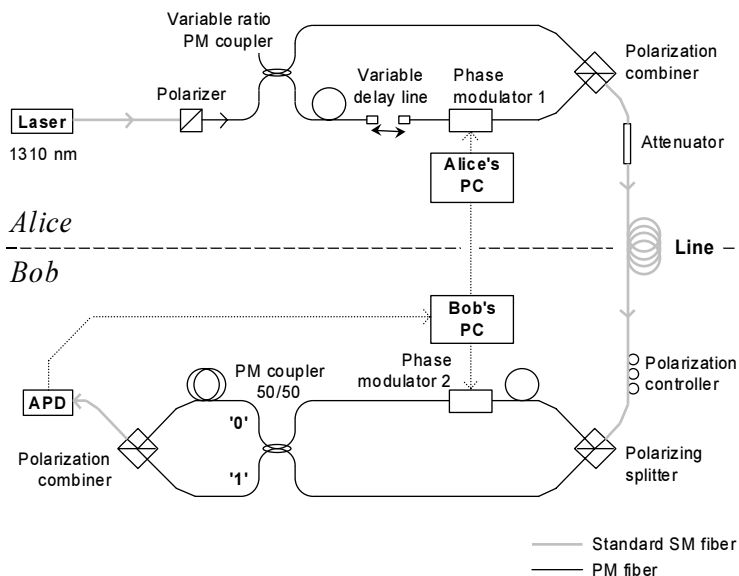 Variable ratio
PM coupler
Polarization
combiner
Variable
delay line
Phase
modulator 1
Polarizer
Laser
1310 nm
Attenuator
Alice's
PC
Alice
Line
Bob
Bob's
PC
Phase
modulator 2
Polarization
controller
PM coupler
50/50
APD
'0'
Polarization
combiner
'1'
Polarizing
splitter
Standard SM fiber
PM fiber